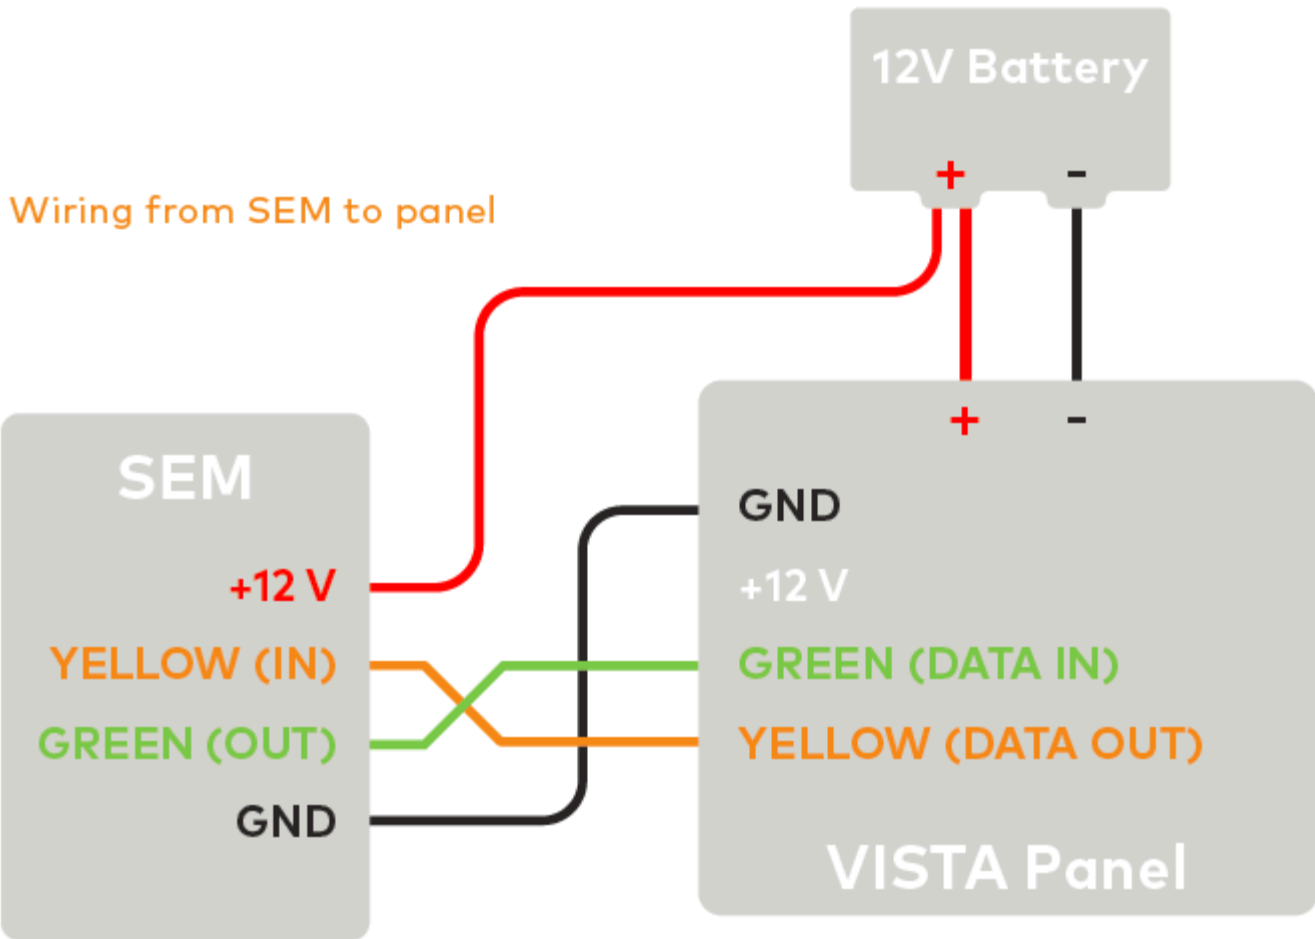 12V Battery
+ -
Wiring from SEM to panel
+ -
SEM
+12 V
YELLOW (IN)
GREEN (OUT)
GND
GND
+12 V
GREEN (DATA IN)
YELLOW (DATA OUT)
VISTA Panel